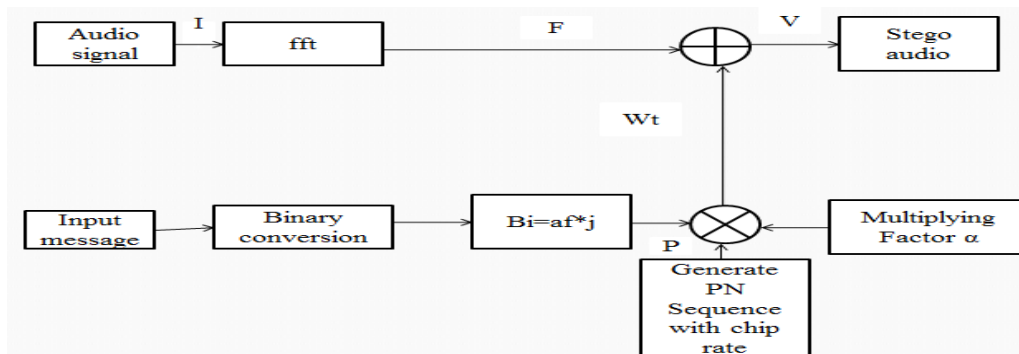 I
F
V
Audio
signal
fft
Stego
audio
Wt
Input
message
Binary
conversion
Bi=af*j
Multiplying
Factor α
P
Generate
PN
Sequence
with chip
rate